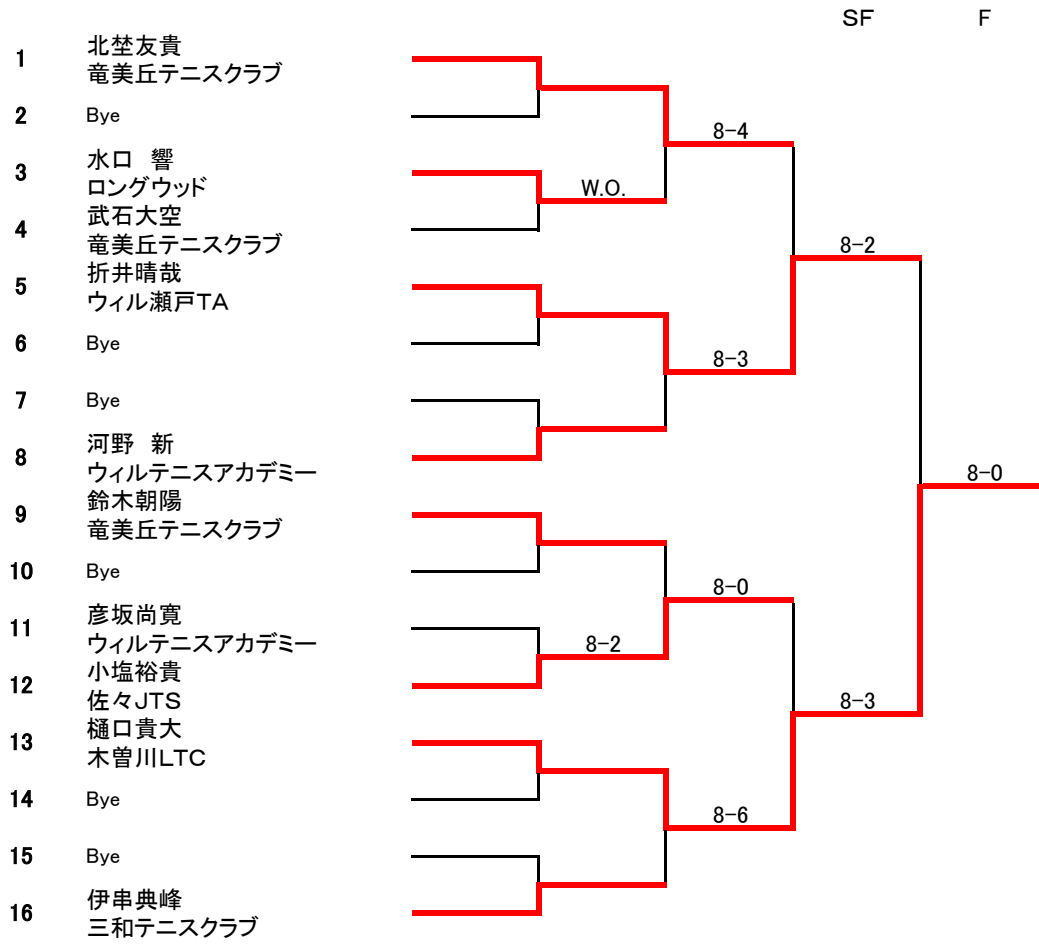 SF F
1 北埜友貴
竜美丘テニスクラブ
2 Bye
8-4
3 水口　響
ロングウッド
W.O.
4 武石大空
竜美丘テニスクラブ
8-2
5 折井晴哉
ウィル瀬戸TA
6 Bye
8-3
7 Bye
8 河野　新
ウィルテニスアカデミー
8-0
9 鈴木朝陽
竜美丘テニスクラブ
10 Bye
8-0
11 彦坂尚寛
ウィルテニスアカデミー
8-2
12 小塩裕貴
佐々JTS
8-3
13 樋口貴大
木曽川LTC
14 Bye
8-6
15 Bye
16 伊串典峰
三和テニスクラブ